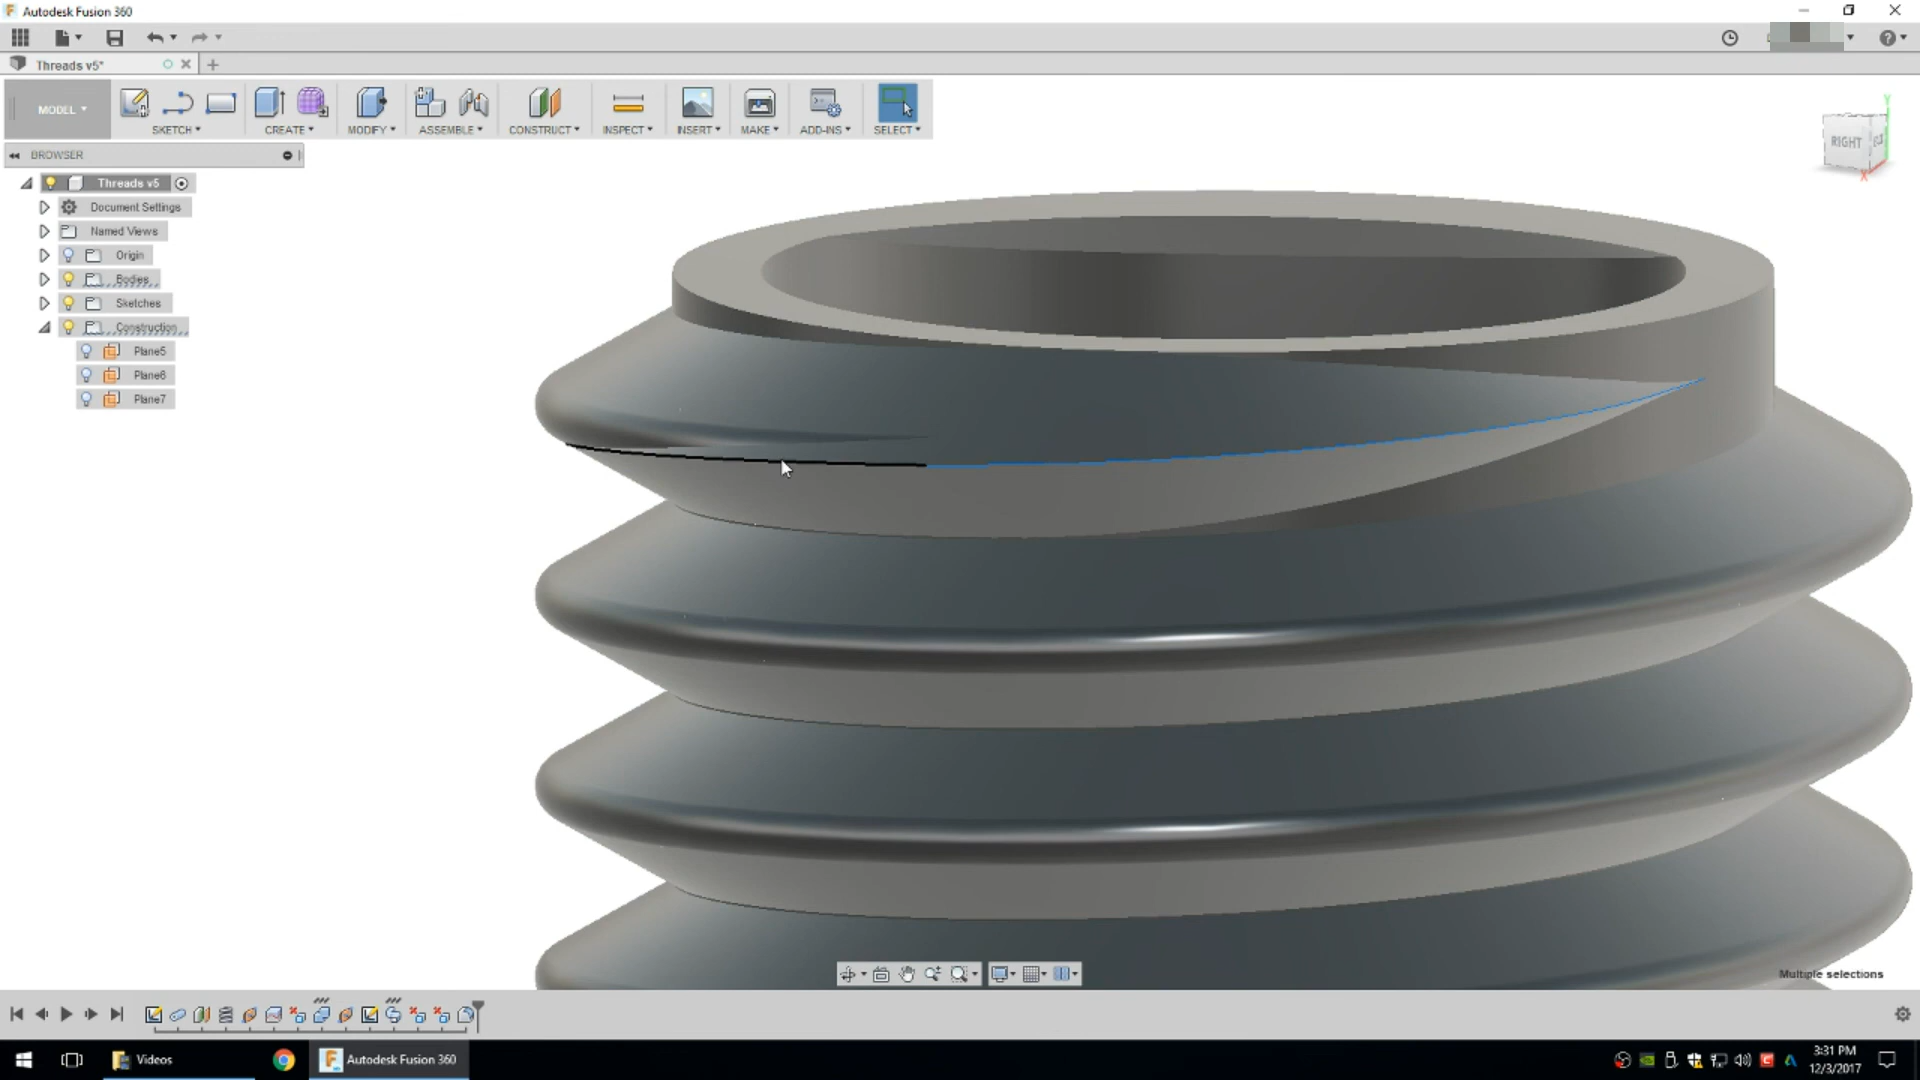 Autodesk Fusion 360
Threads v5*
MODEL
SKETCH
CREATE
MODIFY
ASSEMBLE
CONSTRUCT
INSPECT
INSERT
MAKE
ADD-INS
SELECT
BROWSER
Threads v5
Document Settings
Named Views
Origin
Bodies
Sketches
Construction
Plane5
Plane6
Plane7
Y
RIGHT
X
Multiple selections
Videos
Autodesk Fusion 360
3:31 PM
12/3/2017